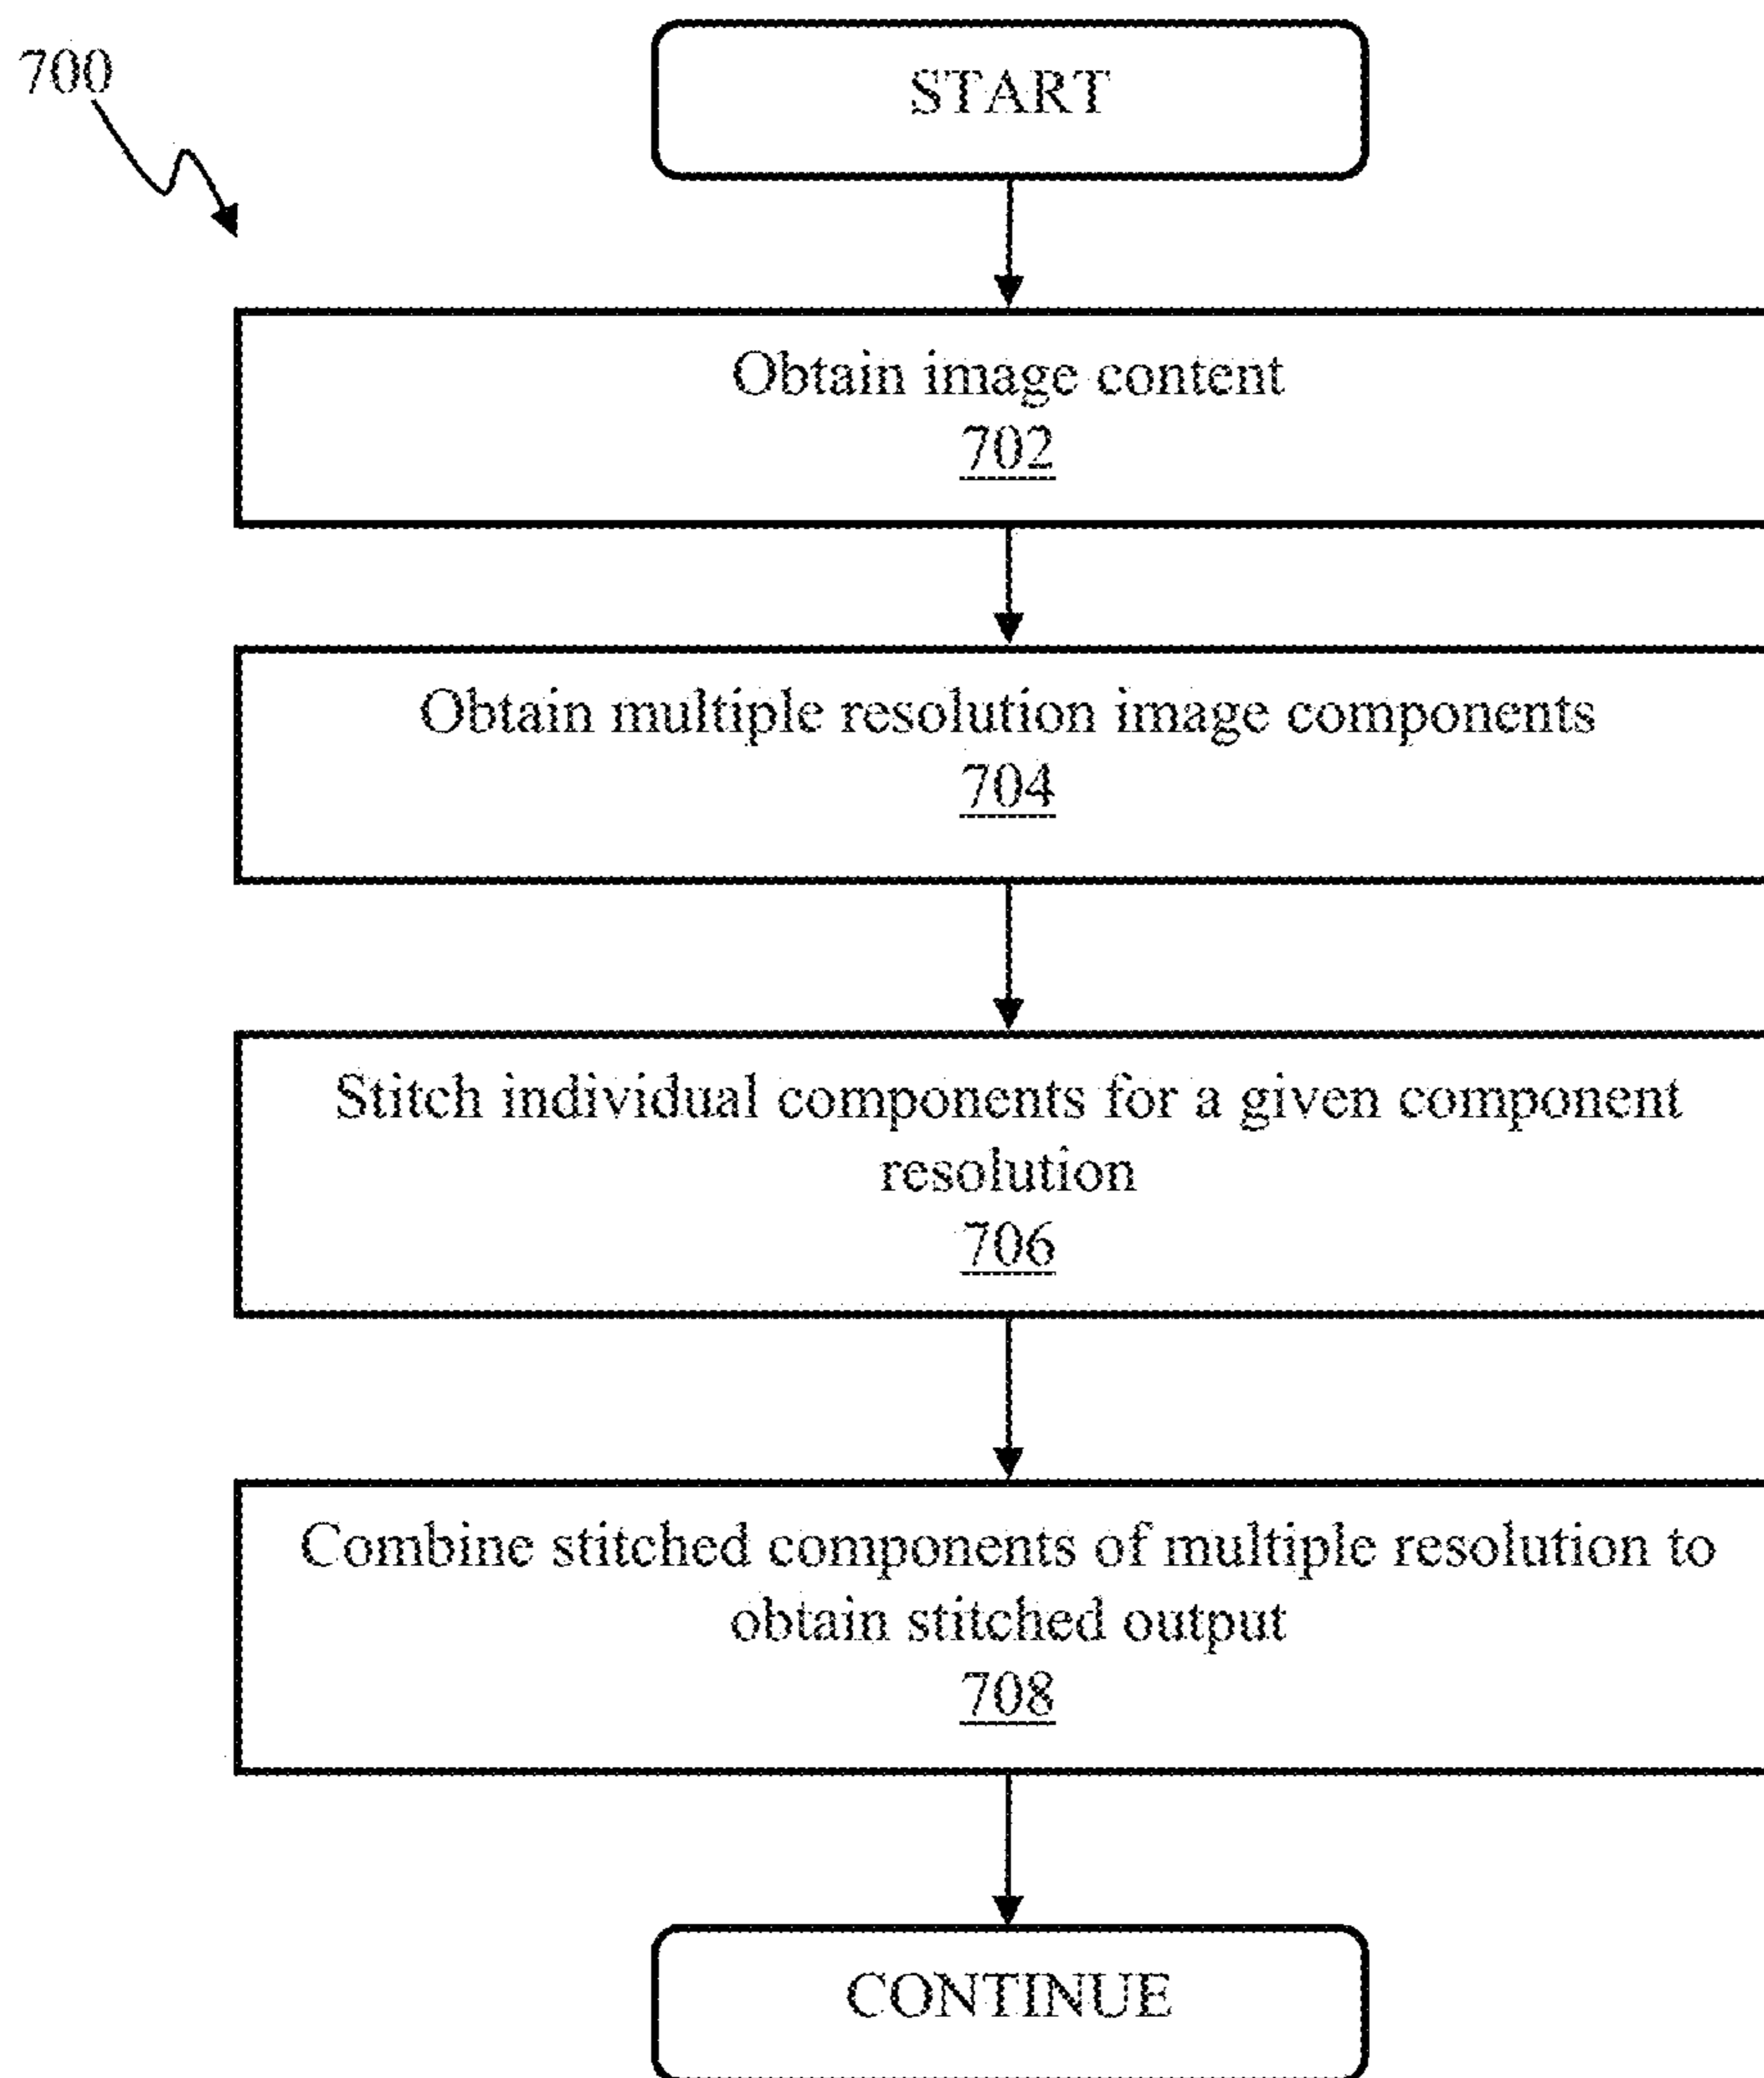 700
START
Obtain image content
702
Obtain multiple resolution image components
704
Stitch individual components for a given component
resolution
706
Combine stitched components of multiple resolution to
obtain stitched output
708
CONTINUE